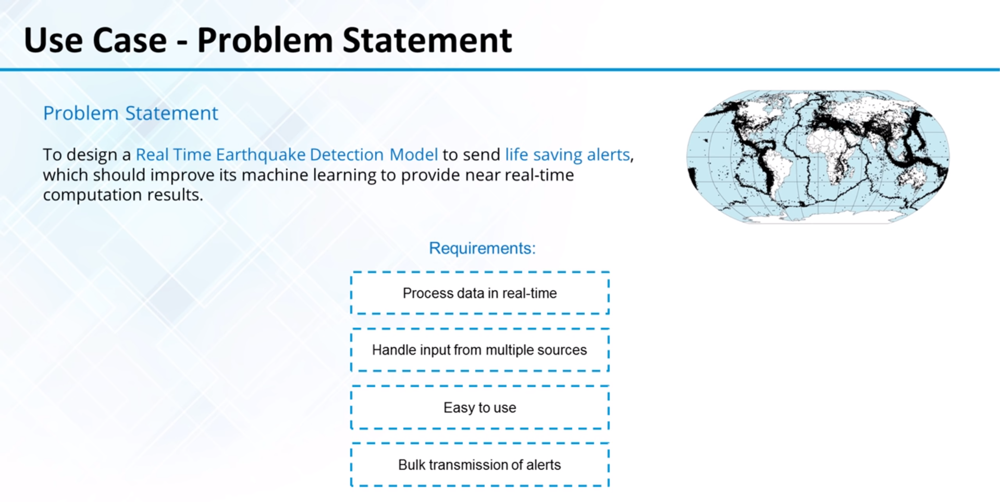 Use Case - Problem Statement
Problem Statement
To design a Real Time Earthquake Detection Model to send life saving alerts,
which should improve its machine learning to provide near real-time
computation results.
Requirements:
Process data in real-time
Handle input from multiple sources
Easy to use
Bulk transmission of alerts